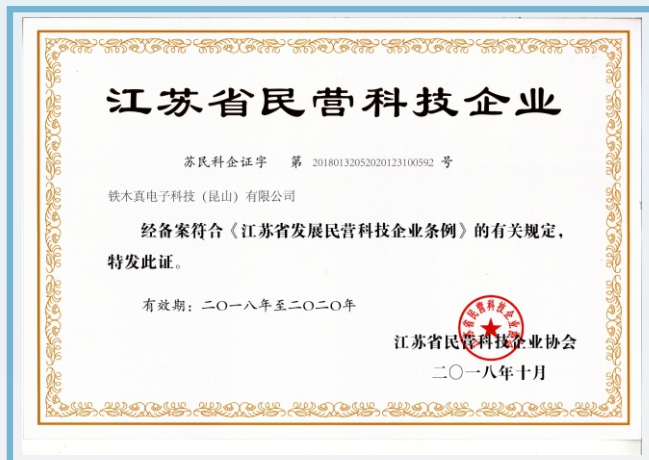 江苏省民营科技企业
苏民科企证字 第 20180132052020123100592 号
铁木真电子科技(昆山)有限公司
经备案符合《江苏省发展民营科技企业条例》的有关规定，
特发此证。
有效期：二〇一八年至二〇二〇年
江苏省民营科技企业协会
二〇一八年十月